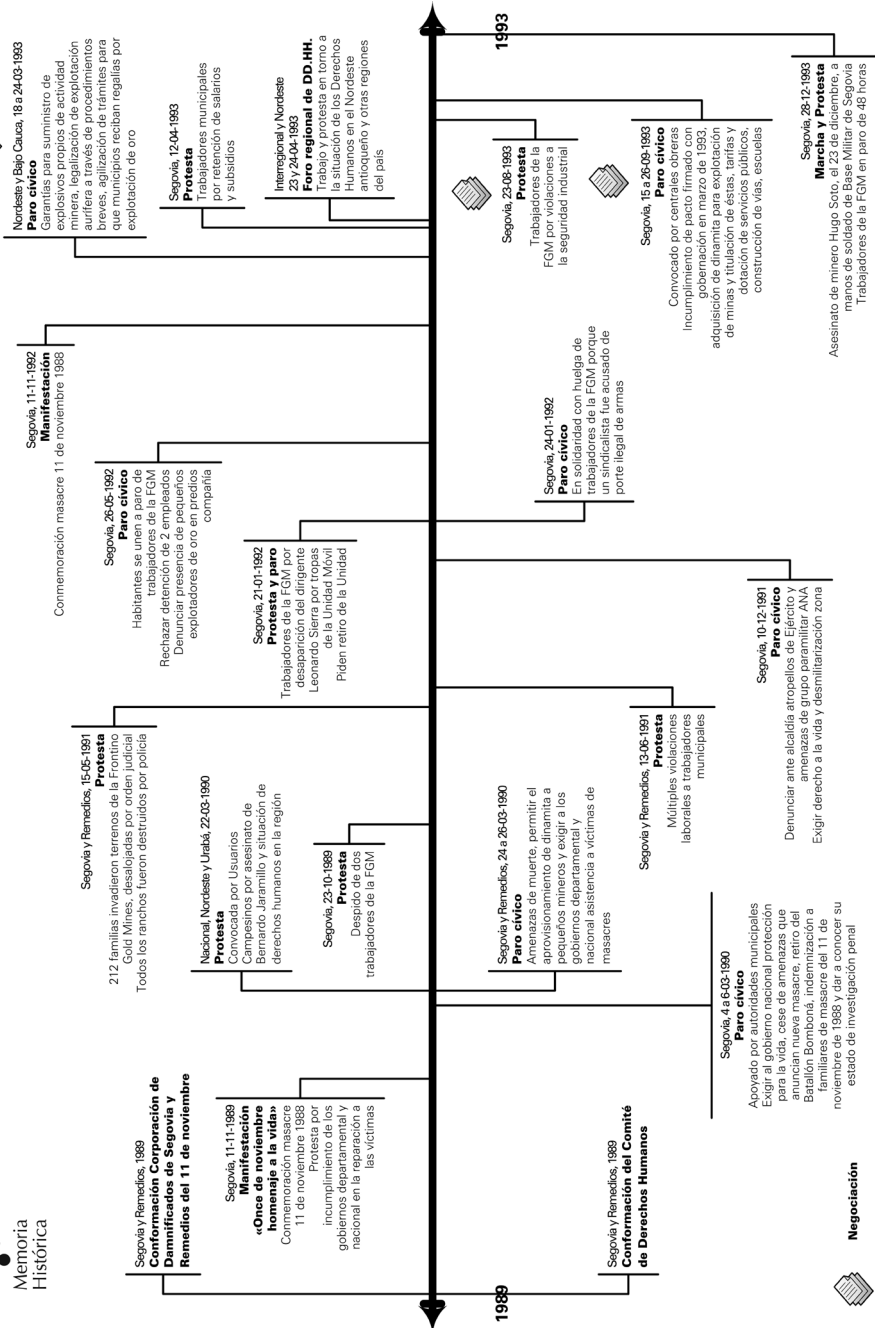 Memoria
Histórica
Segovia y Remedios, 1989
Conformación Corporación de
Damnificados de Segovia y
Remedios del 11 de noviembre
Segovia, 11-11-1989
Manifestación
«Once de noviembre
homenaje a la vida»
Conmemoración masacre
11 de noviembre 1988
Protesta por
incumplimiento de los
gobiernos departamental y
nacional en la reparación a
las víctimas
Segovia y Remedios, 15-05-1991
Protesta
212 familias invadieron terrenos de la Frontino
Gold Mines, desalojadas por orden judicial
Todos los ranchos fueron destruidos por policía
Nacional, Nordeste y Urabá, 22-03-1990
Protesta
Convocada por Usuarios
Campesinos por asesinato de
Bernardo Jaramillo y situación de
derechos humanos en la región
Segovia, 23-10-1989
Protesta
Despido de dos
trabajadores de la FGM
Segovia, 11-11-1992
Manifestación
Conmemoración masacre 11 de noviembre 1988
Segovia, 26-05-1992
Paro cívico
Habitantes se unen a paro de
trabajadores de la FGM
Rechazar detención de 2 empleados
Denunciar presencia de pequeños
explotadores de oro en predios
compañía
Segovia, 21-01-1992
Protesta y paro
Trabajadores de la FGM por
desaparición del dirigente
Leonardo Sierra por tropas
de la Unidad Móvil
Piden retiro de la Unidad
Nordeste y Bajo Cauca, 18 a 24-03-1993
Paro cívico
Garantías para suministro de
explosivos propios de actividad
minera, legalización de explotación
aurífera a través de procedimientos
breves, agilización de trámites para
que municipios reciban regalías por
explotación de oro
Segovia, 12-04-1993
Protesta
Trabajadores municipales
por retención de salarios
y subsidios
Interregional y Nordeste
23 y 24-04-1993
Foro regional de DD.HH.
Trabajo y protesta en torno a
la situación de los Derechos
Humanos en el Nordeste
antioqueño y otras regiones
del país
1989
1993
Segovia y Remedios, 1989
Conformación del Comité
de Derechos Humanos
Segovia, 4 a 6-03-1990
Paro cívico
Apoyado por autoridades municipales
Exigir al gobierno nacional protección
para la vida, cese de amenazas que
anuncian nueva masacre, retiro del
Batallón Bomboná, indemnización a
familiares de masacre del 11 de
noviembre de 1988 y dar a conocer su
estado de investigación penal
Segovia y Remedios, 24 a 26-03-1990
Paro cívico
Amenazas de muerte, permitir el
aprovisionamiento de dinamita a
pequeños mineros y exigir a los
gobiernos departamental y
nacional asistencia a víctimas de
masacres
Segovia y Remedios, 13-06-1991
Protesta
Múltiples violaciones
laborales a trabajadores
municipales
Segovia, 10-12-1991
Paro cívico
Denunciar ante alcaldía atropellos de Ejército y
amenazas de grupo paramilitar ANA
Exigir derecho a la vida y desmilitarización zona
Segovia, 24-01-1992
Paro cívico
En solidaridad con huelga de
trabajadores de la FGM porque
un sindicalista fue acusado de
porte ilegal de armas
Segovia, 23-08-1993
Protesta
Trabajadores de la
FGM por violaciones a
la seguridad industrial
Segovia, 15 a 26-09-1993
Paro cívico
Convocado por centrales obreras
Incumplimiento de pacto firmado con
gobernación en marzo de 1993,
adquisición de dinamita para explotación
de minas y titulación de éstas, tarifas y
dotación de servicios públicos,
construcción de vías, escuelas
Segovia, 28-12-1993
Marcha y Protesta
Asesinato de minero Hugo Soto, el 23 de diciembre, a
manos de soldado de Base Militar de Segovia
Trabajadores de la FGM en paro de 48 horas
Negociación